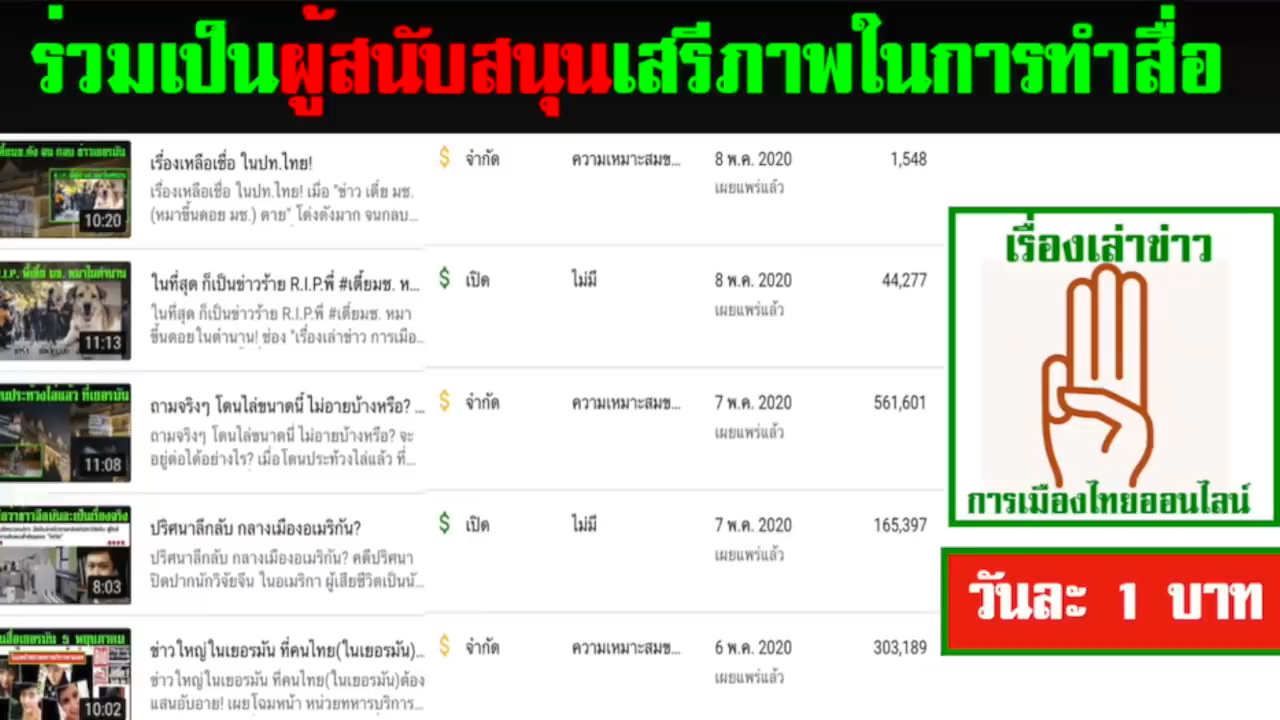 ร่วมเป็นผู้สนับสนุนเสรีภาพในการทำสื่อ
10:20
เรื่องเหลือเชื่อ ในปท.ไทย!
เรื่องเหลือเชื่อ ในปท.ไทย! เมื่อ "ข่าว เตี้ย มช.
(หมาขึ้นดอย มช.) ตาย" โด่งดังมาก จนกลบ...
$ จำกัด
ความเหมาะสมข...
8 พ.ค. 2020
เผยแพร่แล้ว
1,548
11:13
ในที่สุด ก็เป็นข่าวร้าย R.I.P.พี่ #เตี้ยมช. ห...
ในที่สุด ก็เป็นข่าวร้าย R.I.P.พี่ #เตี้ยมช. หมา
ขึ้นดอยในตำนาน! ช่อง "เรื่องเล่าข่าว การเมือ...
$ เปิด
ไม่มี
8 พ.ค. 2020
เผยแพร่แล้ว
44,277
11:08
ถามจริงๆ โดนไล่ขนาดนี้ ไม่อายบ้างหรือ? ...
ถามจริงๆ โดนไล่ขนาดนี้ ไม่อายบ้างหรือ? จะ
อยู่ต่อได้อย่างไร? เมื่อโดนประท้วงไล่แล้ว ที่...
$ จำกัด
ความเหมาะสมข...
7 พ.ค. 2020
เผยแพร่แล้ว
561,601
8:03
ปริศนาลึกลับ กลางเมืองอเมริกัน?
ปริศนาลึกลับ กลางเมืองอเมริกัน? คดีปริศนา
ปิดปากนักวิจัยจีน ในอเมริกา ผู้เสียชีวิตเป็นนั...
$ เปิด
ไม่มี
7 พ.ค. 2020
เผยแพร่แล้ว
165,397
10:02
ข่าวใหญ่ในเยอรมัน ที่คนไทย(ในเยอรมัน)...
ข่าวใหญ่ในเยอรมัน ที่คนไทย(ในเยอรมัน)ต้อง
แสนอับอาย! เผยโฉมหน้า หน่วยทหารบริการ...
$ จำกัด
ความเหมาะสมข...
6 พ.ค. 2020
เผยแพร่แล้ว
303,189
เรื่องเล่าข่าว
การเมืองไทยออนไลน์
วันละ 1 บาท